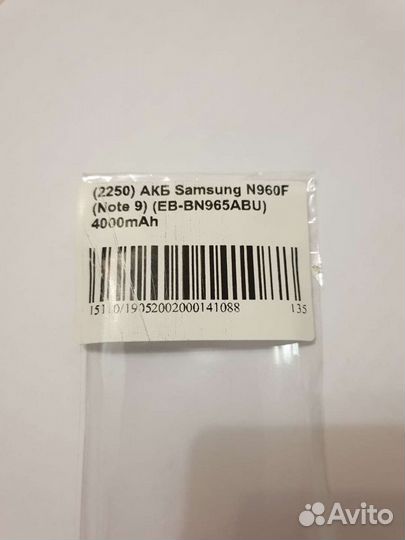 (2250) АКБ Samsung N960F
(Note 9) (EB-BN965ABU)
4000mAh
15110/19052002000141088 135
Avito